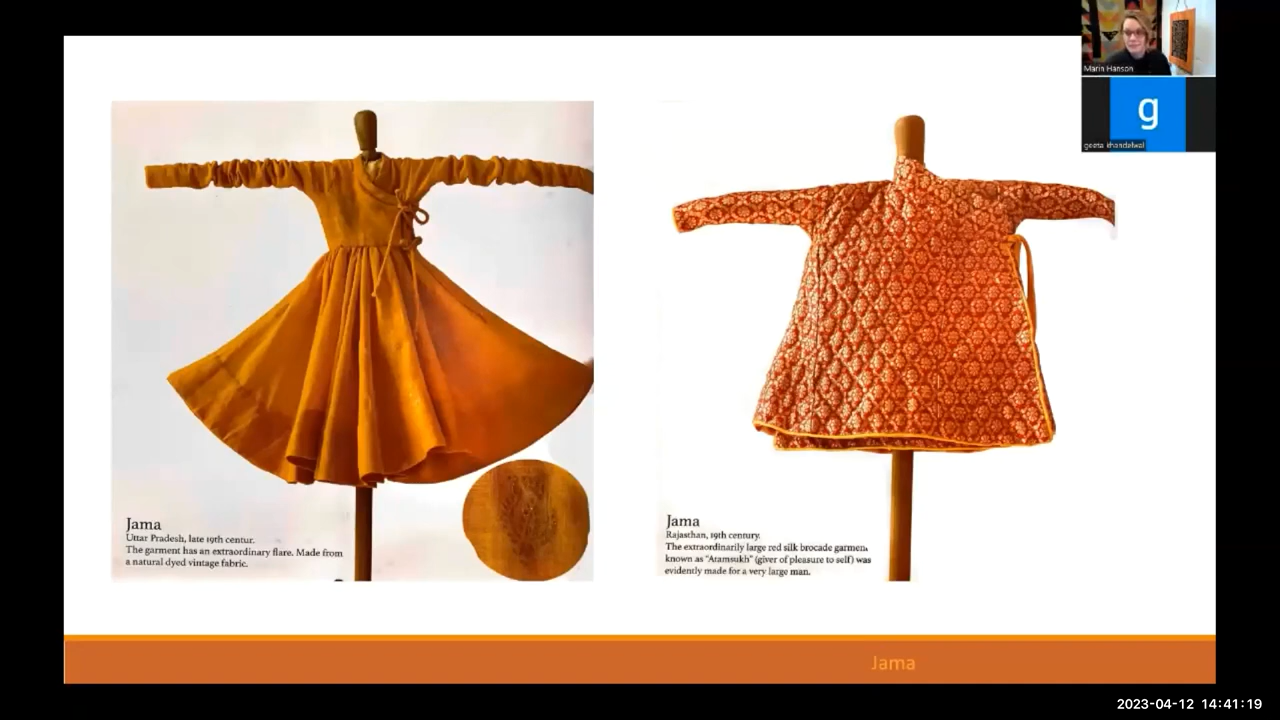 Marin Hanson
g
geeta khandelwal
Jama
Uttar Pradesh, late 19th centur.
The garment has an extraordinary flare. Made from
a natural dyed vintage fabric.
Jama
Rajasthan, 19th century.
The extraordinarily large red silk brocade garment,
known as “Atamsukh” (giver of pleasure to self) was
evidently made for a very large man.
Jama
2023-04-12 14:41:19